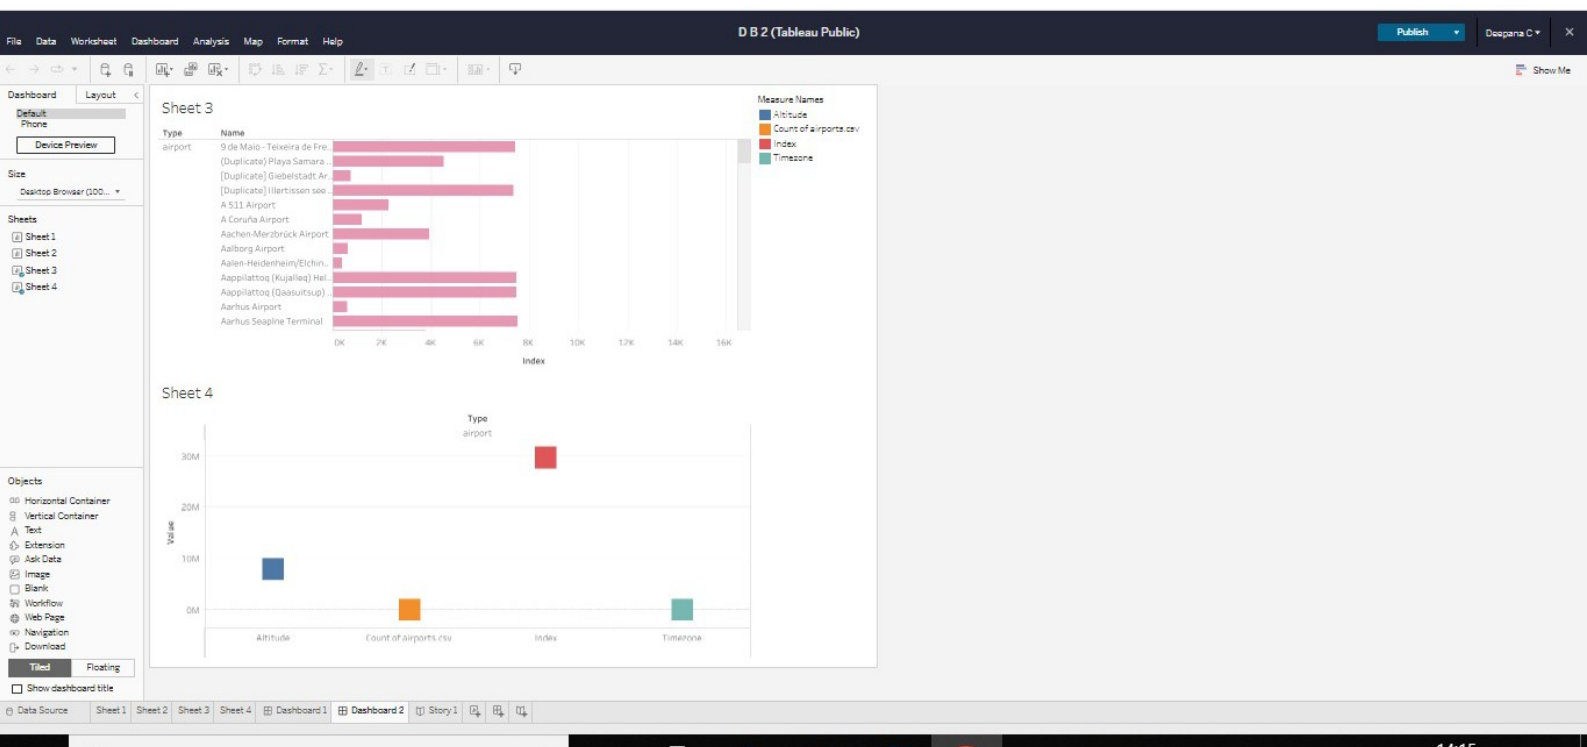 D B 2 (Tableau Public)
Publish
Deepana C
File Data Worksheet Dashboard Analysis Map Format Help
Show Me
Dashboard Layout
Default
Phone
Device Preview
Size
Desktop Browser (100...
Sheets
Sheet 1
Sheet 2
Sheet 3
Sheet 4
Objects
Horizontal Container
Vertical Container
Text
Extension
Ask Data
Image
Blank
Workflow
Web Page
Navigation
Download
Tiled Floating
Show dashboard title
Sheet 3
Type Name
airport 9 de Maio - Teixeira de Fre..
(Duplicate) Playa Samara ..
[Duplicate] Giebelstadt Ar..
[Duplicate] Illertissen see ..
A 511 Airport
A Coruña Airport
Aachen-Merzbrück Airport
Aalborg Airport
Aalen-Heidenheim/Elchin..
Aappilattoq (Kujalleq) Hel..
Aappilattoq (Qaasuitsup) ..
Aarhus Airport
Aarhus Seaplne Terminal
0K 2K 4K 6K 8K 10K 12K 14K 16K
Index
Measure Names
Altitude
Count of airports.csv
Index
Timezone
Sheet 4
Type
airport
Value
30M
20M
10M
0M
Altitude Count of airports.csv Index Timezone
Data Source Sheet 1 Sheet 2 Sheet 3 Sheet 4 Dashboard 1 Dashboard 2 Story 1